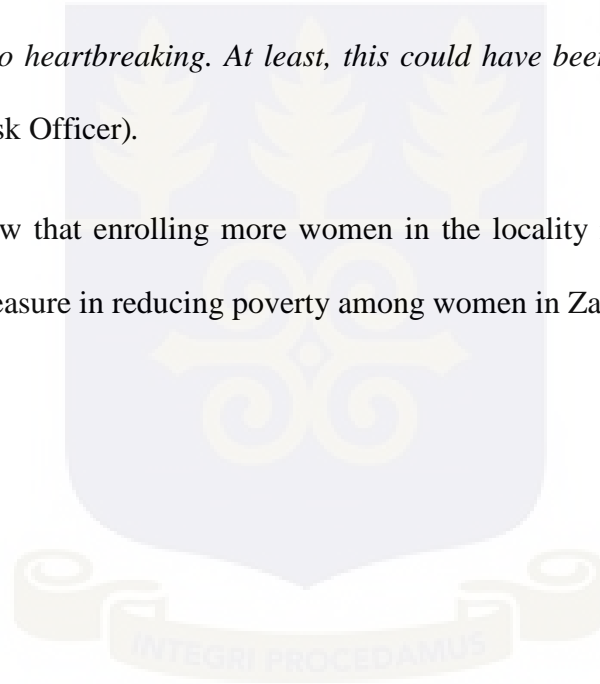 o heartbreaking. At least, this could have been
sk Officer).
w that enrolling more women in the locality
easure in reducing poverty among women in Za
INTEGRI PROCEDAMUS